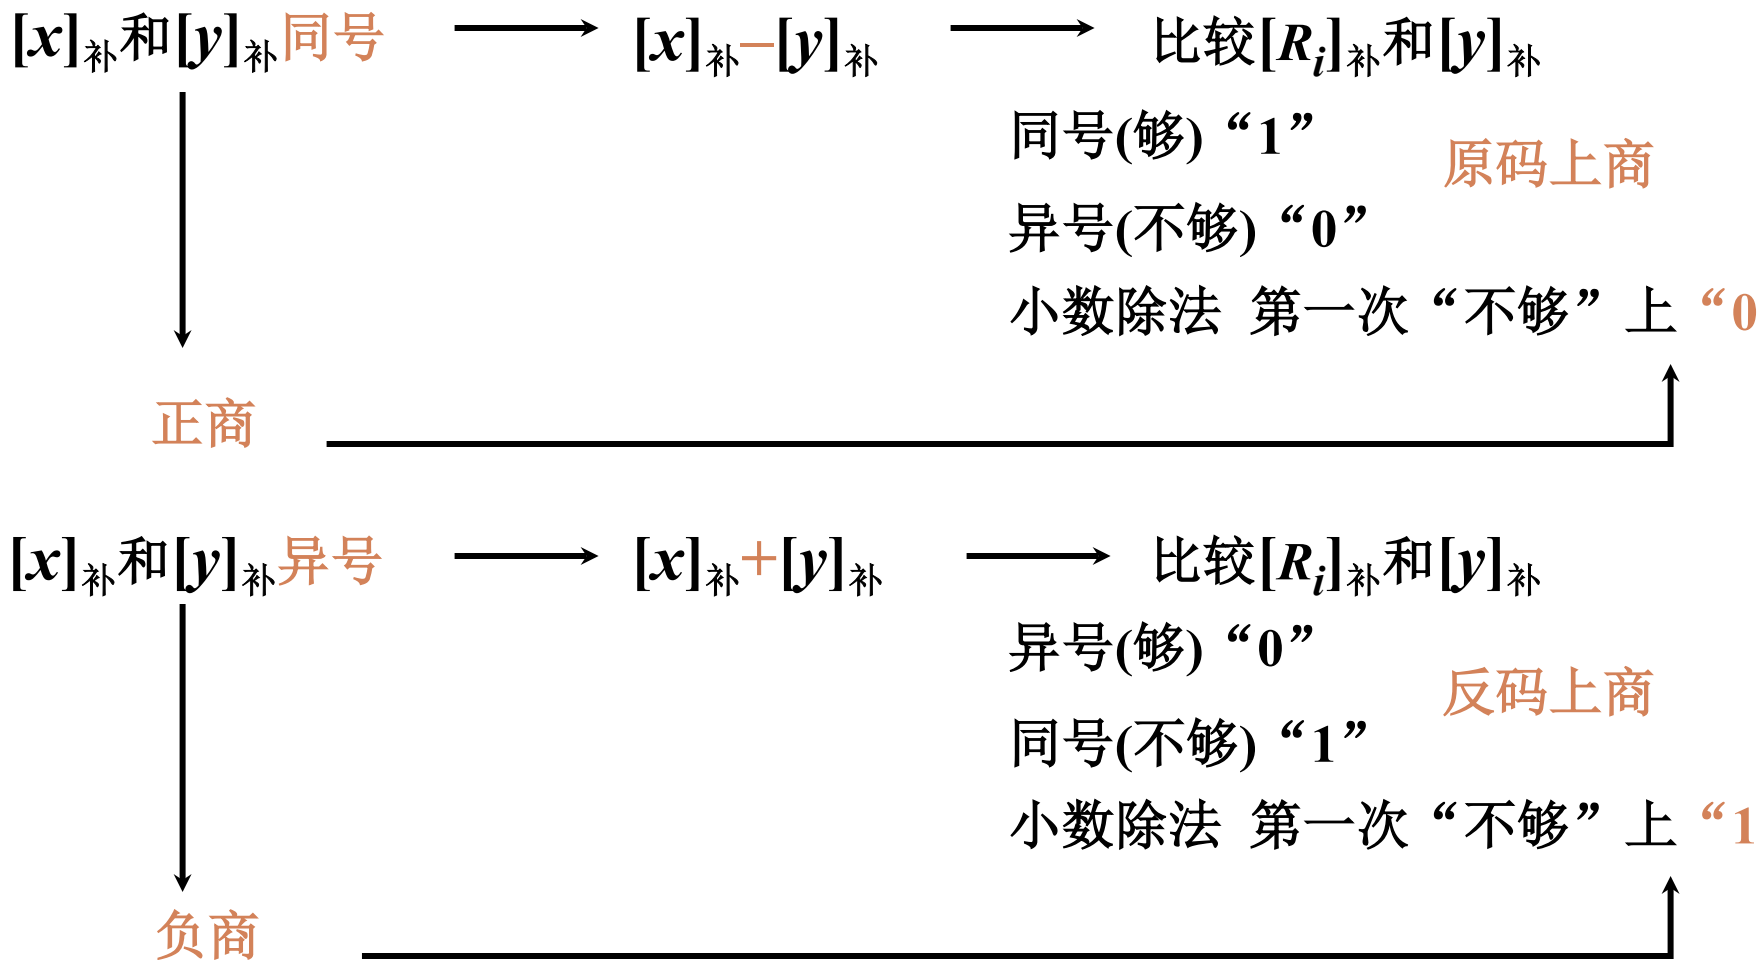 [x]补和[y]补同号 [x]补−[y]补 比较[Ri]补和[y]补
同号(够)“1”
原码上商
异号(不够)“0”
小数除法 第一次“不够”上“0
正商
[x]补和[y]补异号 [x]补+[y]补 比较[Ri]补和[y]补
异号(够)“0”
反码上商
同号(不够)“1”
小数除法 第一次“不够”上“1
负商